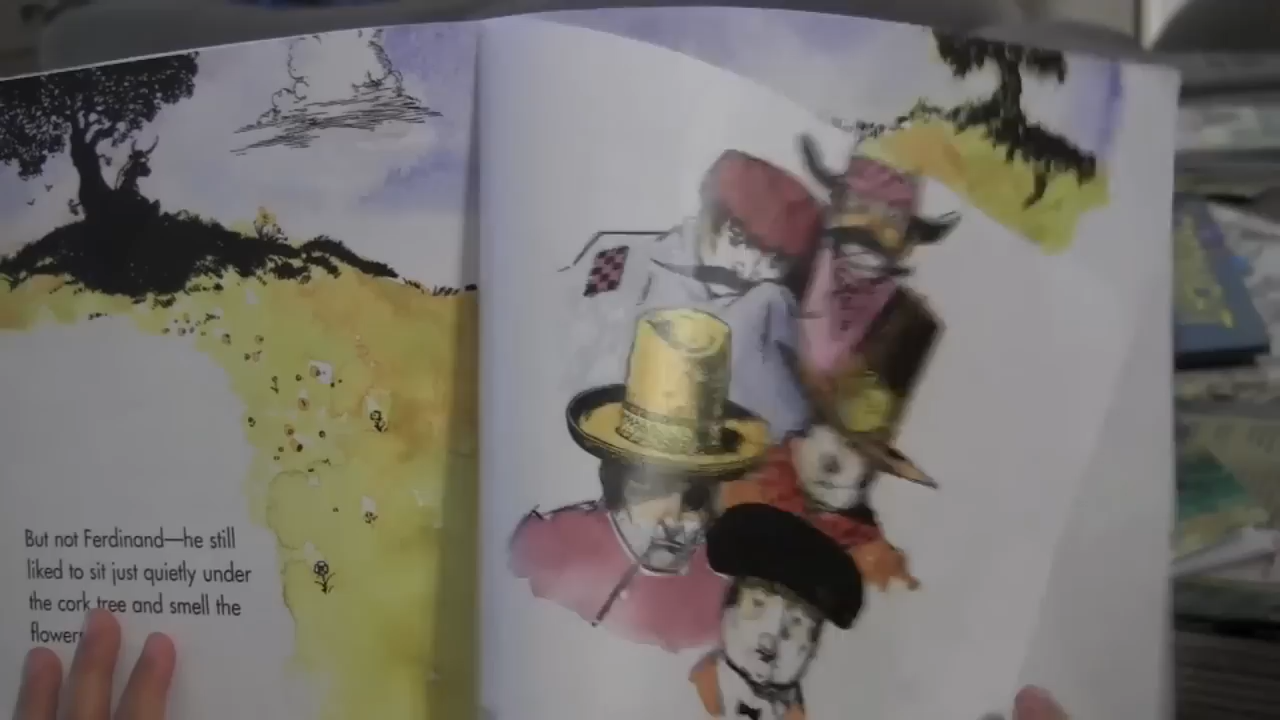 But not Ferdinand—he still
liked to sit just quietly under
the cork tree and smell the